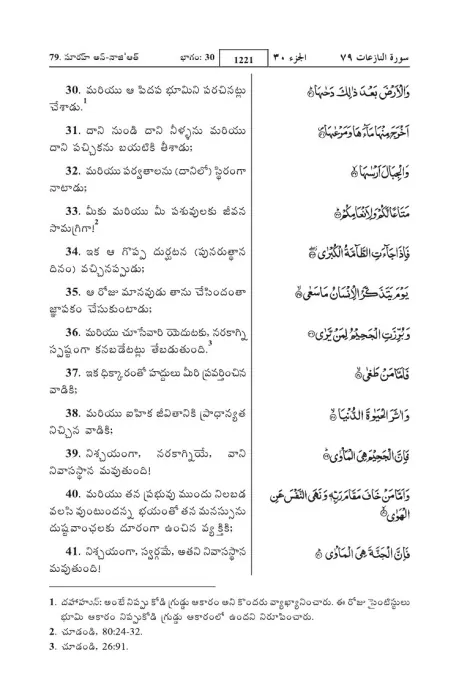 79. సూరహ్ అన్-నాజి'ఆత్ భాగం: 30 1221 الجزء ٣٠ سورة النازعات ٧٩
30. మరియు ఆ పిదప భూమిని పరచినట్లు
చేశాడు.1
وَالْأَرْضَ بَعْدَ ذَٰلِكَ دَحَاهَا
31. దాని నుండి దాని నీళ్ళను మరియు
దాని పచ్చికను బయటికి తీశాడు;
أَخْرَجَ مِنْهَا مَاءَهَا وَمَرْعَاهَا
32. మరియు పర్వతాలను (దానిలో) స్థిరంగా
నాటాడు;
وَالْجِبَالَ أَرْسَاهَا
33. మీకు మరియు మీ పశువులకు జీవన
సామగ్రిగా!2
مَتَاعًا لَّكُمْ وَلِأَنْعَامِكُمْ
34. ఇక ఆ గొప్ప దుర్ఘటన (పునరుత్థాన
దినం) వచ్చినప్పుడు;
فَإِذَا جَاءَتِ الطَّامَّةُ الْكُبْرَىٰ
35. ఆ రోజు మానవుడు తాను చేసిందంతా
జ్ఞాపకం చేసుకుంటాడు;
يَوْمَ يَتَذَكَّرُ الْإِنسَانُ مَا سَعَىٰ
36. మరియు చూసేవారి యెదుటకు, నరకాగ్ని
స్పష్టంగా కనబడేటట్లు తేబడుతుంది.3
وَبُرِّزَتِ الْجَحِيمُ لِمَن يَرَىٰ
37. ఇక ధిక్కారంతో హద్దులు మీరి ప్రవర్తించిన
వాడికి;
فَأَمَّا مَن طَغَىٰ
38. మరియు ఐహిక జీవితానికి ప్రాధాన్యత
నిచ్చిన వాడికి;
وَآثَرَ الْحَيَاةَ الدُّنْيَا
39. నిశ్చయంగా, నరకాగ్నియే, వాని
నివాసస్థాన మవుతుంది!
فَإِنَّ الْجَحِيمَ هِيَ الْمَأْوَىٰ
40. మరియు తన ప్రభువు ముందు నిలబడ
వలసి వుంటుందన్న భయంతో తన మనస్సును
దుష్టవాంఛలకు దూరంగా ఉంచిన వ్యక్తికి;
وَأَمَّا مَنْ خَافَ مَقَامَ رَبِّهِ وَنَهَى النَّفْسَ عَنِ
الْهَوَىٰ
41. నిశ్చయంగా, స్వర్గమే, అతని నివాసస్థాన
మవుతుంది!
فَإِنَّ الْجَنَّةَ هِيَ الْمَأْوَىٰ
1. దహాహున్: అంటే నిప్పు కోడి గ్రుడ్డు ఆకారం అని కొందరు వ్యాఖ్యానించారు. ఈ రోజు సైంటిస్టులు
భూమి ఆకారం నిప్పుకోడి గ్రుడ్డు ఆకారంలో ఉందని నిరూపించారు.
2. చూడండి, 80:24-32.
3. చూడండి, 26:91.